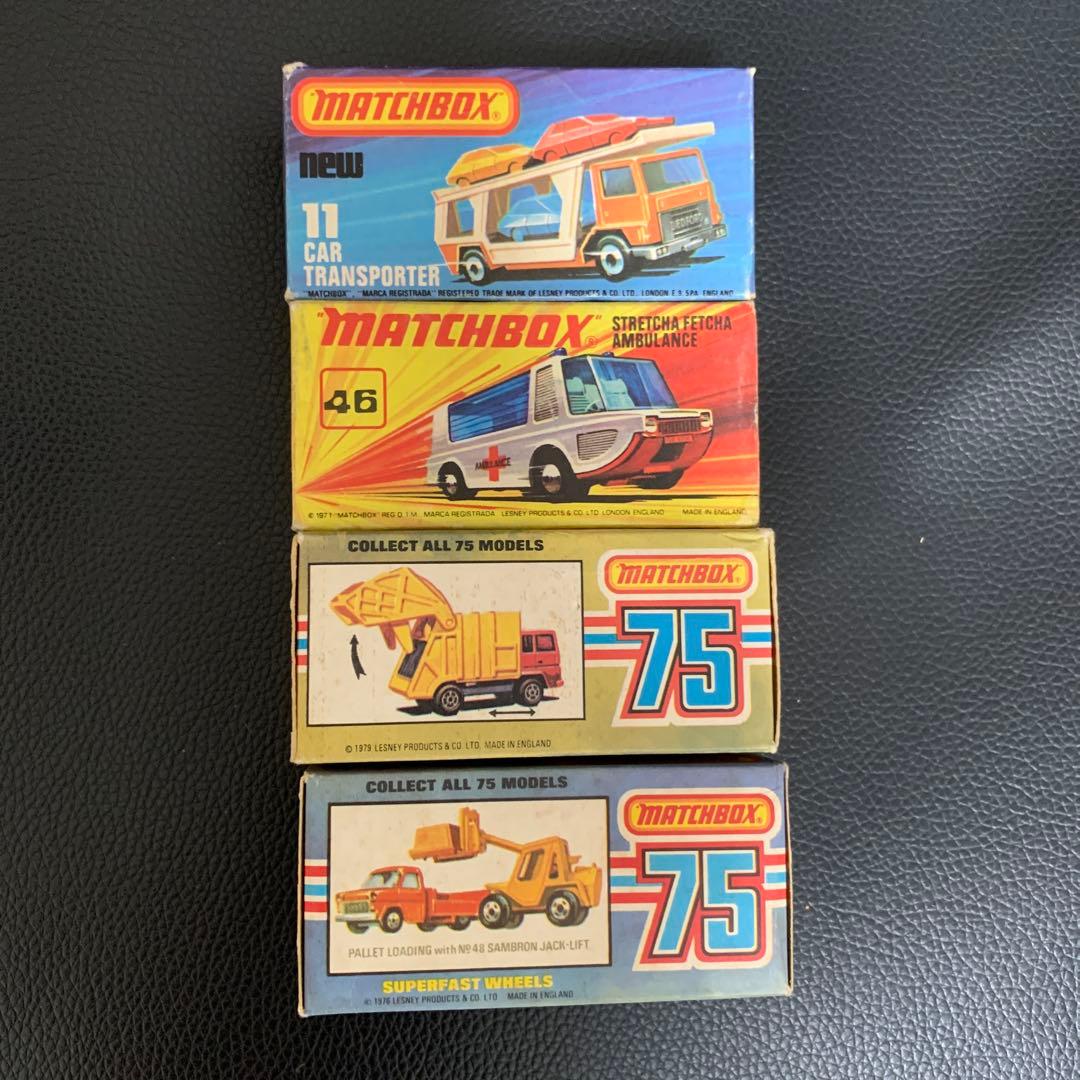 MATCHBOX®
new
11
CAR
TRANSPORTER
BEDFORD
"MATCHBOX", "MARCA REGISTRADA" REGISTERED TRADE MARK OF LESNEY PRODUCTS & CO. LTD., LONDON E.9. 5PA. ENGLAND
"MATCHBOX"®
STRETCHA FETCHA
AMBULANCE
46
AMBULANCE
© 1971 "MATCHBOX" REG'D. T.M. MARCA REGISTRADA LESNEY PRODUCTS & CO. LTD. LONDON ENGLAND MADE IN ENGLAND
COLLECT ALL 75 MODELS
MATCHBOX®
75
© 1979 LESNEY PRODUCTS & CO. LTD. MADE IN ENGLAND
COLLECT ALL 75 MODELS
MATCHBOX®
75
PALLET LOADING with Nº48 SAMBRON JACK-LIFT
SUPERFAST WHEELS
© 1976 LESNEY PRODUCTS & CO. LTD. MADE IN ENGLAND